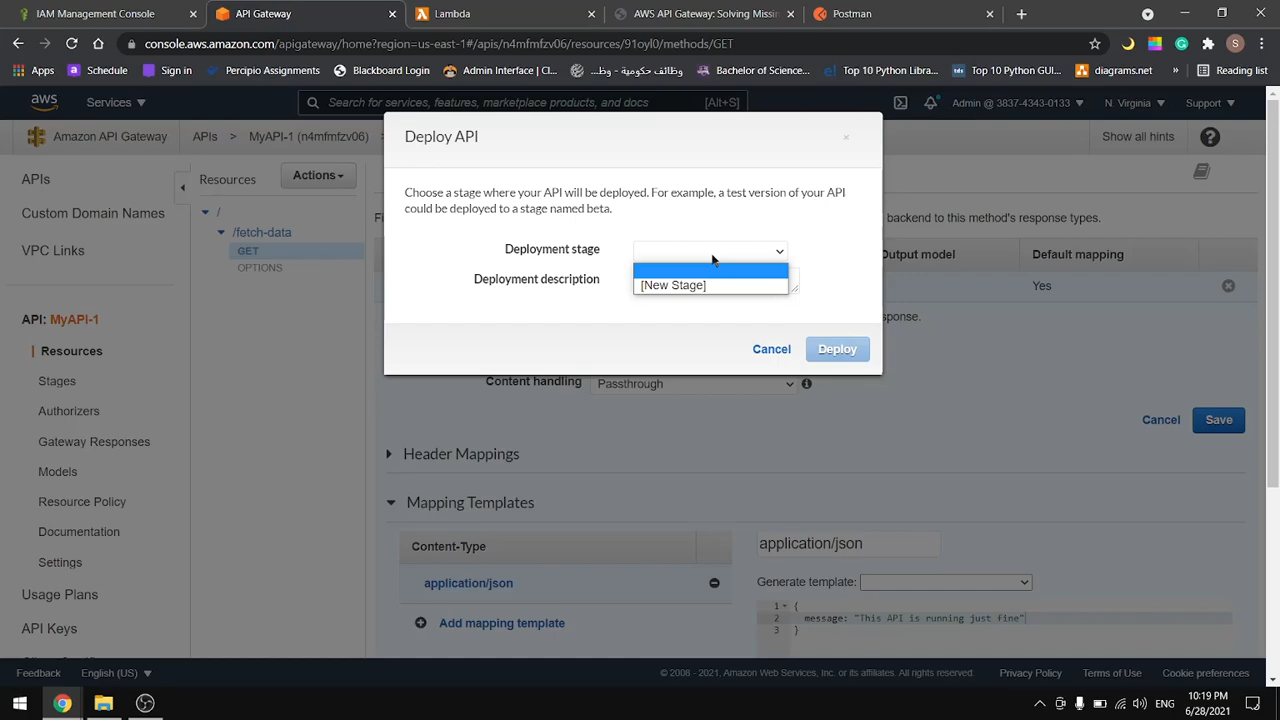 IAM Management Console
API Gateway
Lambda
AWS API Gateway: Solving Missin
Postman
console.aws.amazon.com/apigateway/home?region=us-east-1#/apis/n4mfmfzv06/resources/91oyl0/methods/GET
Apps
Schedule
Sign in
Percipio Assignments
Blackboard Login
Admin Interface | Cl...
وظائف حكومية - وظ...
Bachelor of Science...
Top 10 Python Libra...
Top 10 Python GUI...
diagrams.net
Reading list
aws
Services
Search for services, features, marketplace products, and docs
[Alt+S]
Admin @ 3837-4343-0133
N. Virginia
Support
Amazon API Gateway
APIs
MyAPI-1 (n4mfmfzv06)
Show all hints
Deploy API
Choose a stage where your API will be deployed. For example, a test version of your API
could be deployed to a stage named beta.
Deployment stage
[New Stage]
Deployment description
Cancel
Deploy
APIs
Custom Domain Names
VPC Links
API: MyAPI-1
Resources
Stages
Authorizers
Gateway Responses
Models
Resource Policy
Documentation
Settings
Usage Plans
API Keys
Resources
Actions
/
/fetch-data
GET
OPTIONS
backend to this method's response types.
Output model
Default mapping
Yes
Content handling
Passthrough
Cancel
Save
Header Mappings
Mapping Templates
Content-Type
application/json
Add mapping template
application/json
Generate template:
1 {
2 message: "This API is running just fine"
3 }
Feedback
English (US)
© 2008 - 2021, Amazon Web Services, Inc. or its affiliates. All rights reserved.
Privacy Policy
Terms of Use
Cookie preferences
ENG
10:19 PM
6/28/2021